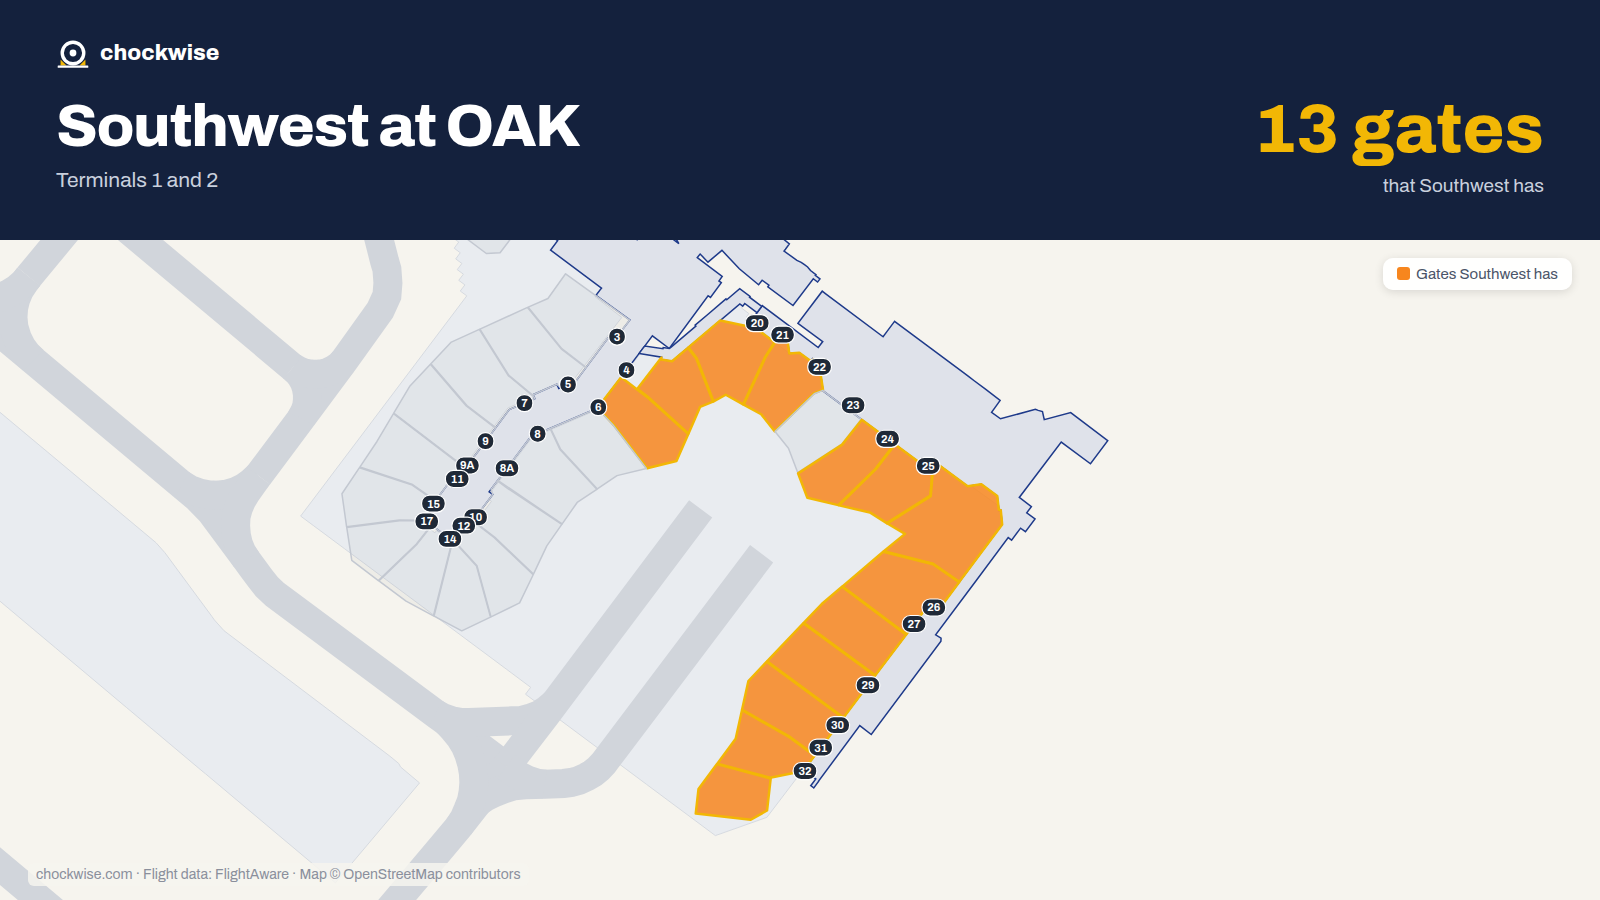 chockwise
Southwest at OAK
Terminals 1 and 2
13 gates
that Southwest has
Gates Southwest has
20
21
3
22
4
5
7
6
23
8
24
9
9A
8A
25
11
15
10
17
12
14
26
27
29
30
31
32
chockwise.com · Flight data: FlightAware · Map © OpenStreetMap contributors